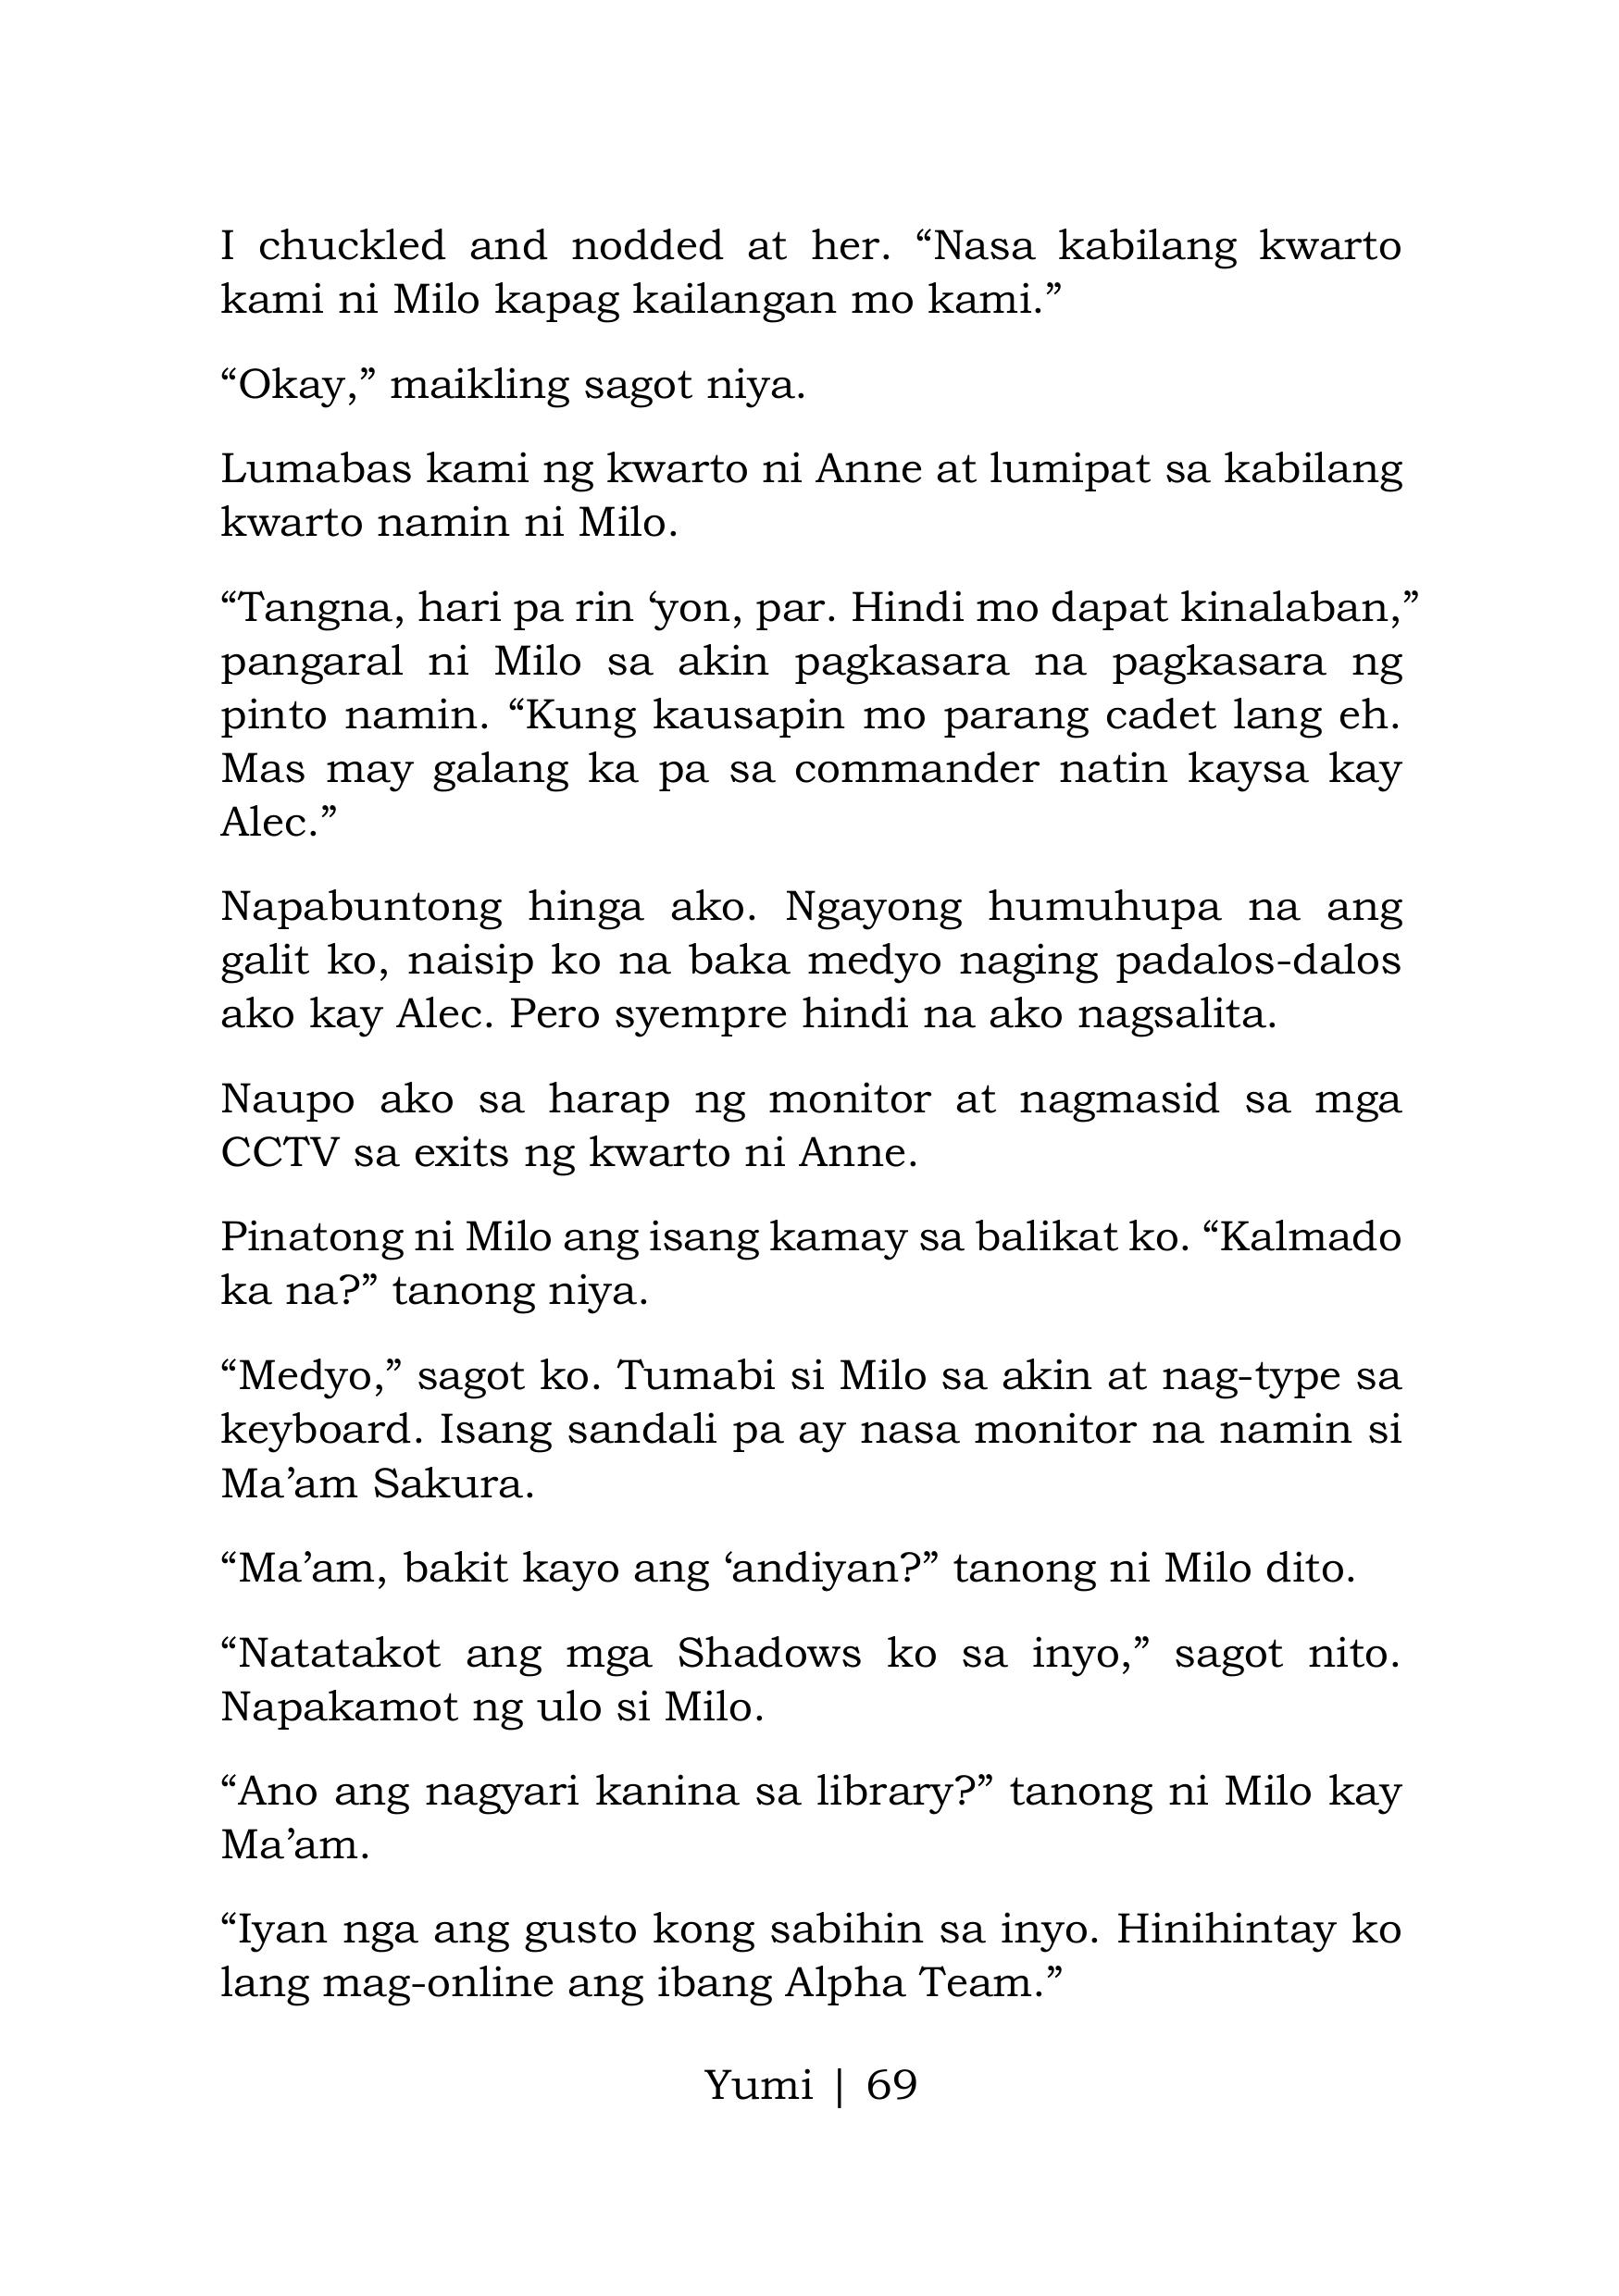 I chuckled and nodded at her. “Nasa kabilang kwarto
kami ni Milo kapag kailangan mo kami.”
“Okay,” maikling sagot niya.
Lumabas kami ng kwarto ni Anne at lumipat sa kabilang
kwarto namin ni Milo.
“Tangna, hari pa rin ‘yon, par. Hindi mo dapat kinalaban,”
pangaral ni Milo sa akin pagkasara na pagkasara ng
pinto namin. “Kung kausapin mo parang cadet lang eh.
Mas may galang ka pa sa commander natin kaysa kay
Alec.”
Napabuntong hinga ako. Ngayong humuhupa na ang
galit ko, naisip ko na baka medyo naging padalos-dalos
ako kay Alec. Pero syempre hindi na ako nagsalita.
Naupo ako sa harap ng monitor at nagmasid sa mga
CCTV sa exits ng kwarto ni Anne.
Pinatong ni Milo ang isang kamay sa balikat ko. “Kalmado
ka na?” tanong niya.
“Medyo,” sagot ko. Tumabi si Milo sa akin at nag-type sa
keyboard. Isang sandali pa ay nasa monitor na namin si
Ma’am Sakura.
“Ma’am, bakit kayo ang ‘andiyan?” tanong ni Milo dito.
“Natatakot ang mga Shadows ko sa inyo,” sagot nito.
Napakamot ng ulo si Milo.
“Ano ang nagyari kanina sa library?” tanong ni Milo kay
Ma’am.
“Iyan nga ang gusto kong sabihin sa inyo. Hinihintay ko
lang mag-online ang ibang Alpha Team.”
Yumi | 69